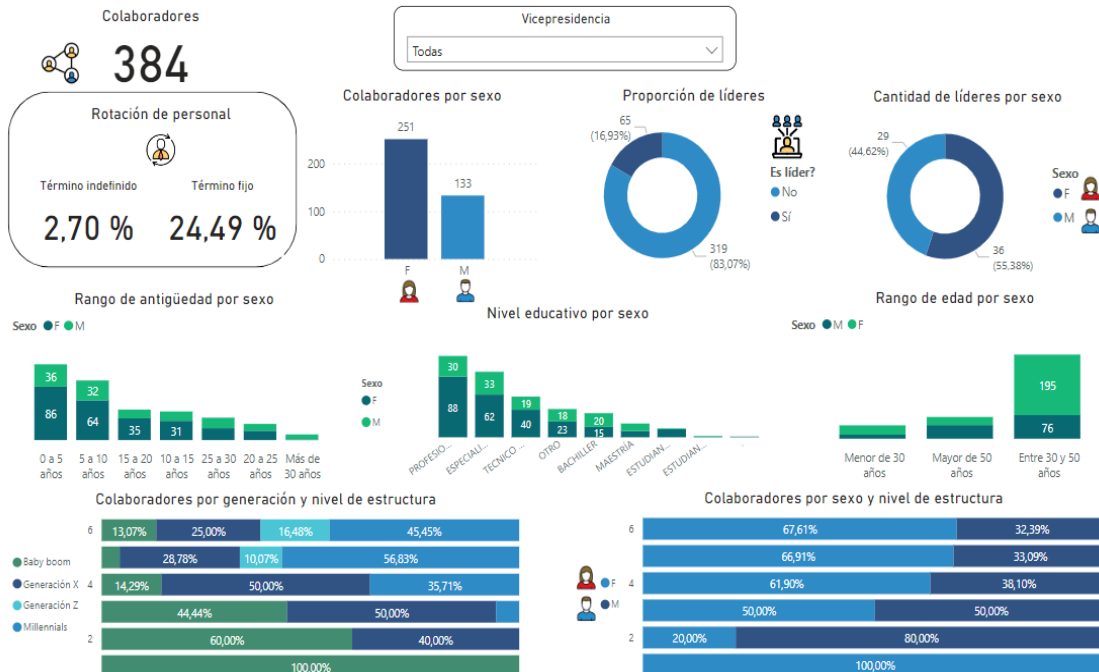 Colaboradores
384
Vicepresidencia
Todas
Rotación de personal
Término indefinido
Término fijo
2,70 %
24,49 %
Colaboradores por sexo
251
133
200
100
0
F
M
Proporción de líderes
65
(16,93%)
319
(83,07%)
Es líder?
No
Sí
Cantidad de líderes por sexo
29
(44,62%)
36
(55,38%)
Sexo
F
M
Rango de antigüedad por sexo
Sexo F M
36
86
32
64
35
31
0 a 5 años
5 a 10 años
15 a 20 años
10 a 15 años
25 a 30 años
20 a 25 años
Más de 30 años
Nivel educativo por sexo
Sexo
F
M
30
88
33
62
19
40
18
23
20
15
PROFESIO...
ESPECIALI...
TECNICO ...
OTRO
BACHILLER
MAESTRÍA
ESTUDIAN...
ESTUDIAN...
.
Rango de edad por sexo
Sexo M F
195
76
Menor de 30 años
Mayor de 50 años
Entre 30 y 50 años
Colaboradores por generación y nivel de estructura
Baby boom
Generación X
Generación Z
Millennials
6
13,07% 25,00% 16,48% 45,45%
28,78% 10,07% 56,83%
4
14,29% 50,00% 35,71%
44,44% 50,00%
2
60,00% 40,00%
100,00%
Colaboradores por sexo y nivel de estructura
F
M
6
67,61% 32,39%
66,91% 33,09%
4
61,90% 38,10%
50,00% 50,00%
2
20,00% 80,00%
100,00%